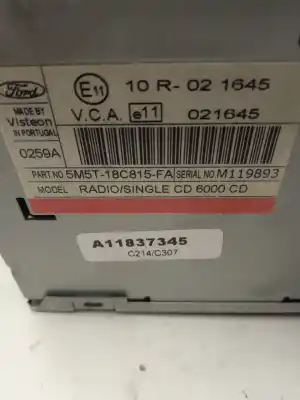 Ford
E11
10 R- 02 1645
MADE BY
Visteon
IN PORTUGAL
V.C.A.
e11
021645
0259A
PART NO. 5M5T-18C815-FA SERIAL NO. M119893
MODEL RADIO/SINGLE CD 6000 CD
A11837345
C214/C307